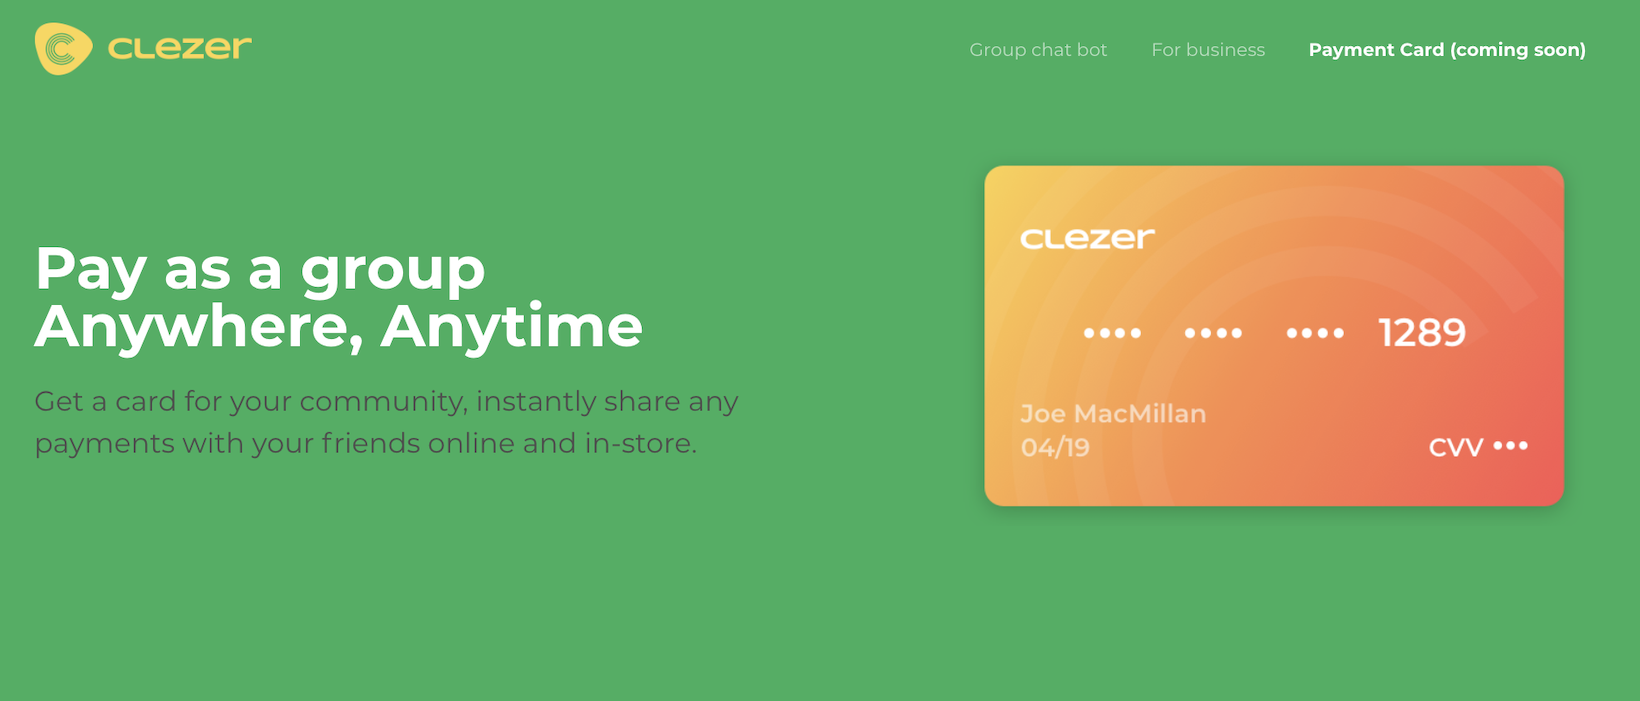 CLEZER
Group chat bot
For business
Payment Card (coming soon)
Pay as a group
Anywhere, Anytime
Get a card for your community, instantly share any
payments with your friends online and in-store.
CLEZER
•••• •••• •••• 1289
Joe MacMillan
04/19
CVV •••